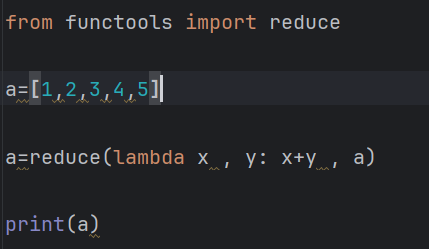 from functools import reduce
a=[1,2,3,4,5]
a=reduce(lambda x , y: x+y , a)
print(a)